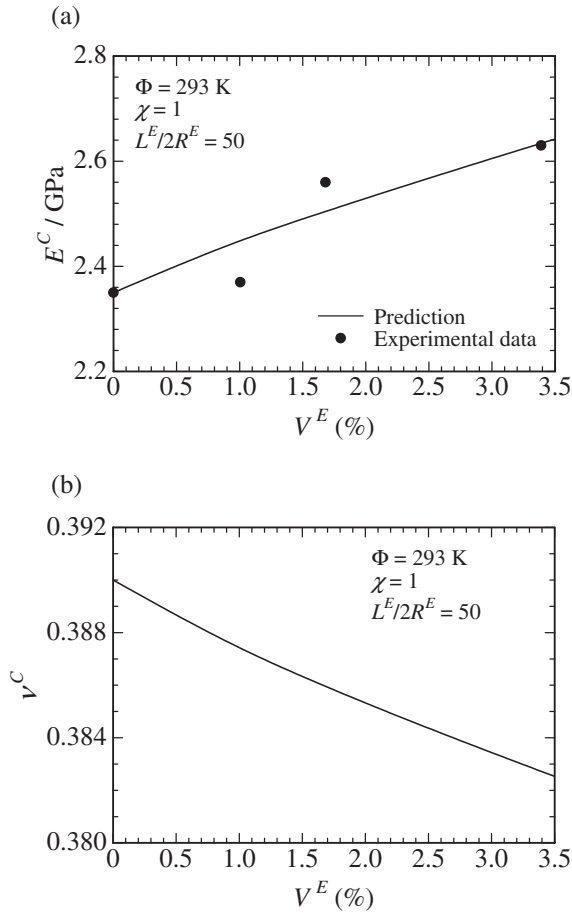 (a)
2.8
2.6
2.4
2.2
E^C / GPa
Φ = 293 K
χ = 1
L^E/2R^E = 50
Prediction
Experimental data
0 0.5 1.0 1.5 2.0 2.5 3.0 3.5
V^E (%)
(b)
0.392
0.388
0.384
0.380
ν^C
Φ = 293 K
χ = 1
L^E/2R^E = 50
0 0.5 1.0 1.5 2.0 2.5 3.0 3.5
V^E (%)